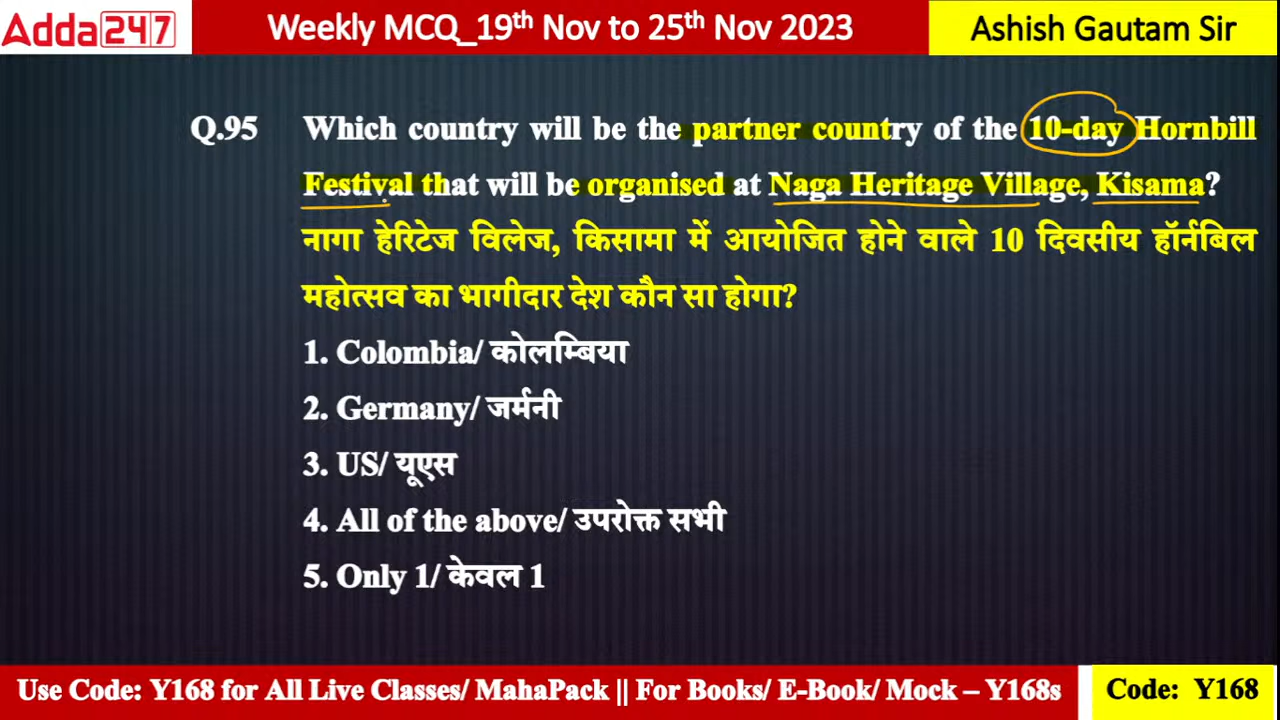 Adda247
Weekly MCQ_19th Nov to 25th Nov 2023
Ashish Gautam Sir
Q.95 Which country will be the partner country of the 10-day Hornbill
Festival that will be organised at Naga Heritage Village, Kisama?
नागा हेरिटेज विलेज, किसामा में आयोजित होने वाले 10 दिवसीय हॉर्नबिल
महोत्सव का भागीदार देश कौन सा होगा?
1. Colombia/ कोलम्बिया
2. Germany/ जर्मनी
3. US/ यूएस
4. All of the above/ उपरोक्त सभी
5. Only 1/ केवल 1
Use Code: Y168 for All Live Classes/ MahaPack || For Books/ E-Book/ Mock – Y168s
Code: Y168